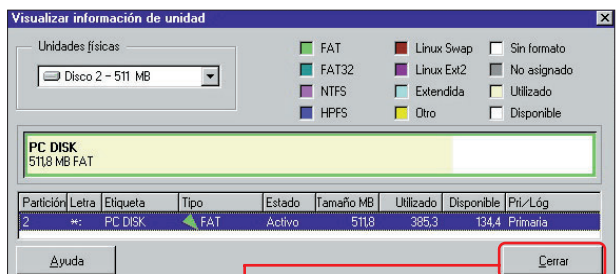 Visualizar información de unidad
Unidades físicas
Disco 2 - 511 MB
FAT
FAT32
NTFS
HPFS
Linux Swap
Linux Ext2
Extendida
Otro
Sin formato
No asignado
Utilizado
Disponible
PC DISK
511,8 MB FAT
Partición Letra Etiqueta Tipo Estado Tamaño MB Utilizado Disponible Pri/Lóg
2 *: PC DISK FAT Activo 511,8 385,3 134,4 Primaria
Ayuda Cerrar